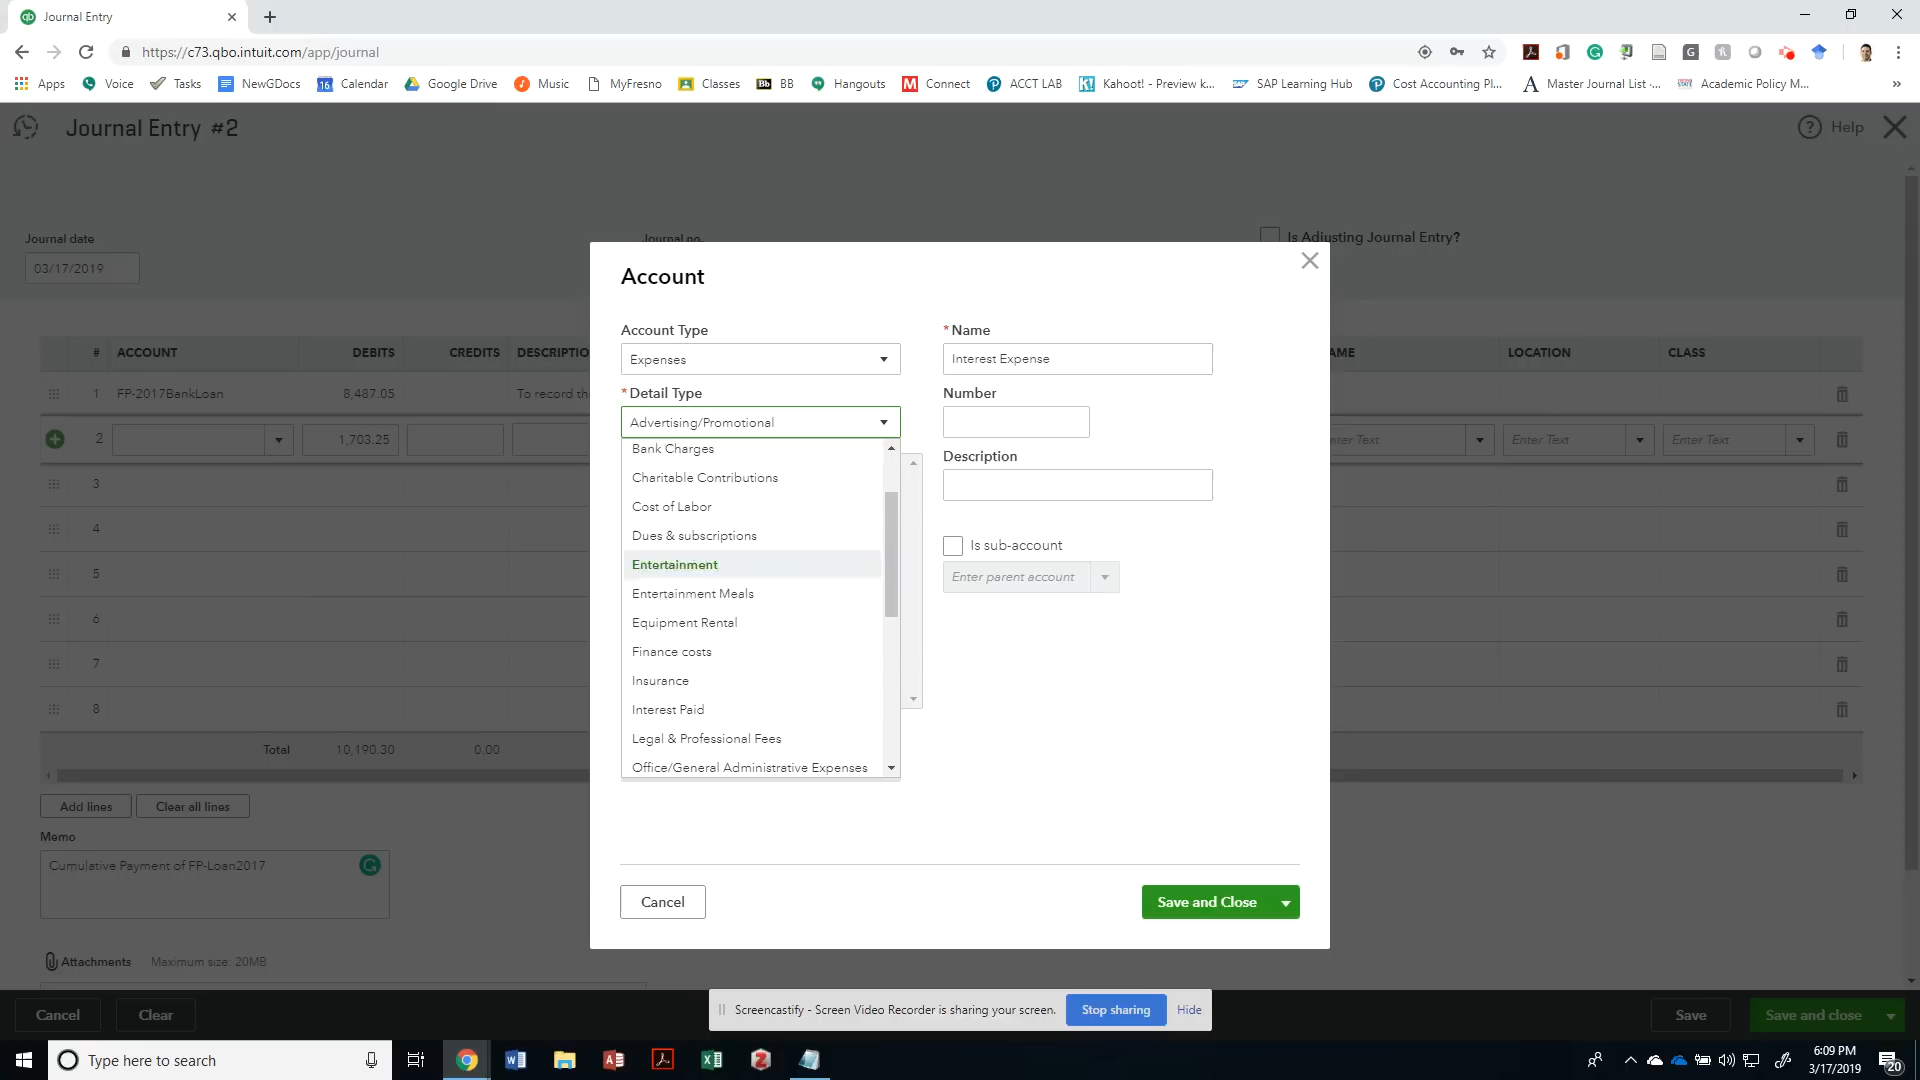 Journal Entry
https://c73.qbo.intuit.com/app/journal
Apps Voice Tasks NewGDocs Calendar Google Drive Music MyFresno Classes BB Hangouts Connect ACCT LAB Kahoot! - Preview k... SAP Learning Hub Cost Accounting Pl... Master Journal List -... Academic Policy M... »
Journal Entry #2
Help
Journal date
Journal no.
Is Adjusting Journal Entry?
03/17/2019
Account
Account Type
* Name
Expenses
Interest Expense
* Detail Type
Number
Advertising/Promotional
Bank Charges
Description
Charitable Contributions
Cost of Labor
Dues & subscriptions
Is sub-account
Entertainment
Enter parent account
Entertainment Meals
Equipment Rental
Finance costs
Insurance
Interest Paid
Legal & Professional Fees
Office/General Administrative Expenses
Cancel
Save and Close
# ACCOUNT DEBITS CREDITS DESCRIPTIO AME LOCATION CLASS
1 FP-2017BankLoan 8,487.05 To record th
2 1,703.25 nter Text Enter Text Enter Text
3
4
5
6
7
8
Total 10,190.30 0.00
Add lines Clear all lines
Memo
Cumulative Payment of FP-Loan2017
Attachments Maximum size: 20MB
Cancel Clear
Save Save and close
Screencastify - Screen Video Recorder is sharing your screen. Stop sharing Hide
Type here to search
6:09 PM
3/17/2019
20